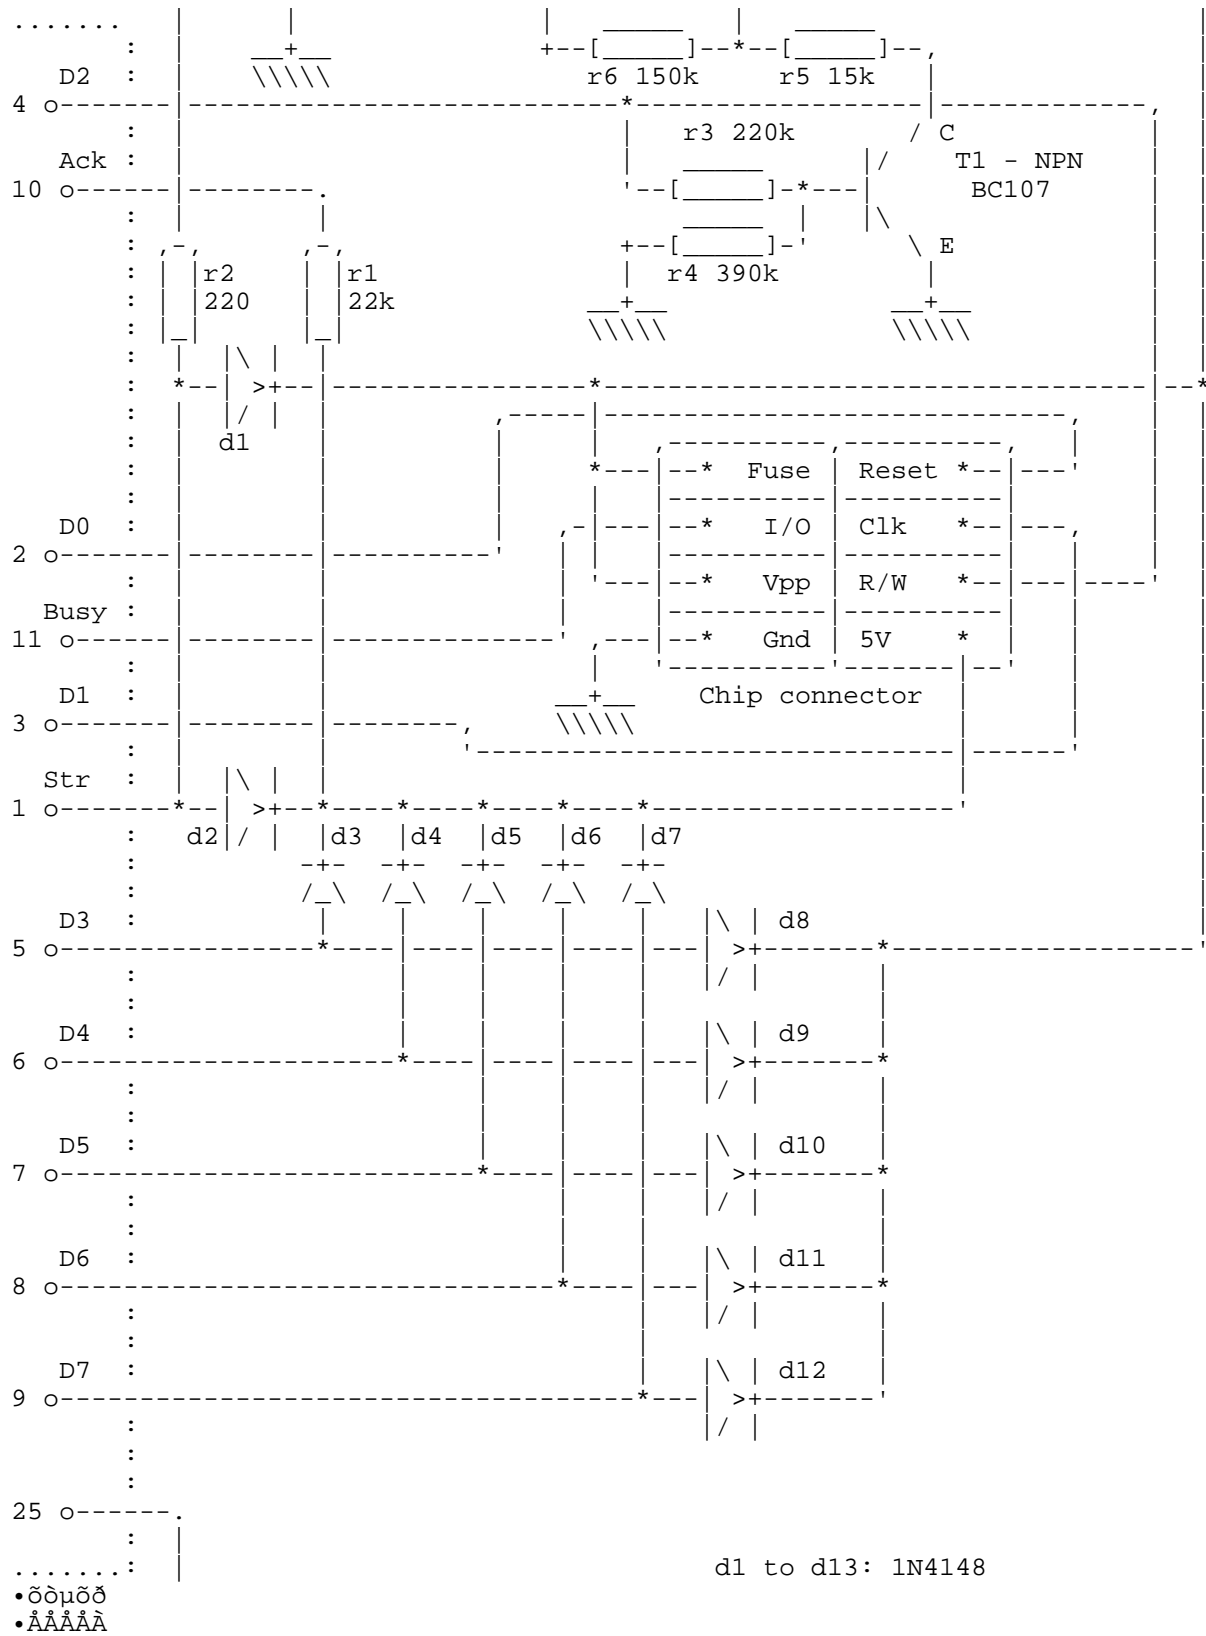 r6 150k r5 15k
D2
4
r3 220k C
Ack T1 - NPN
10 BC107
E
r2 r1 r4 390k
220 22k
d1
Fuse Reset
D0 I/O Clk
2
Vpp R/W
Busy
11 Gnd 5V
D1 Chip connector
3
Str
1
d2 d3 d4 d5 d6 d7
D3 d8
5
D4 d9
6
D5 d10
7
D6 d11
8
D7 d12
9
25
d1 to d13: 1N4148
•õòµõð
•ÅÅÅÅÀ